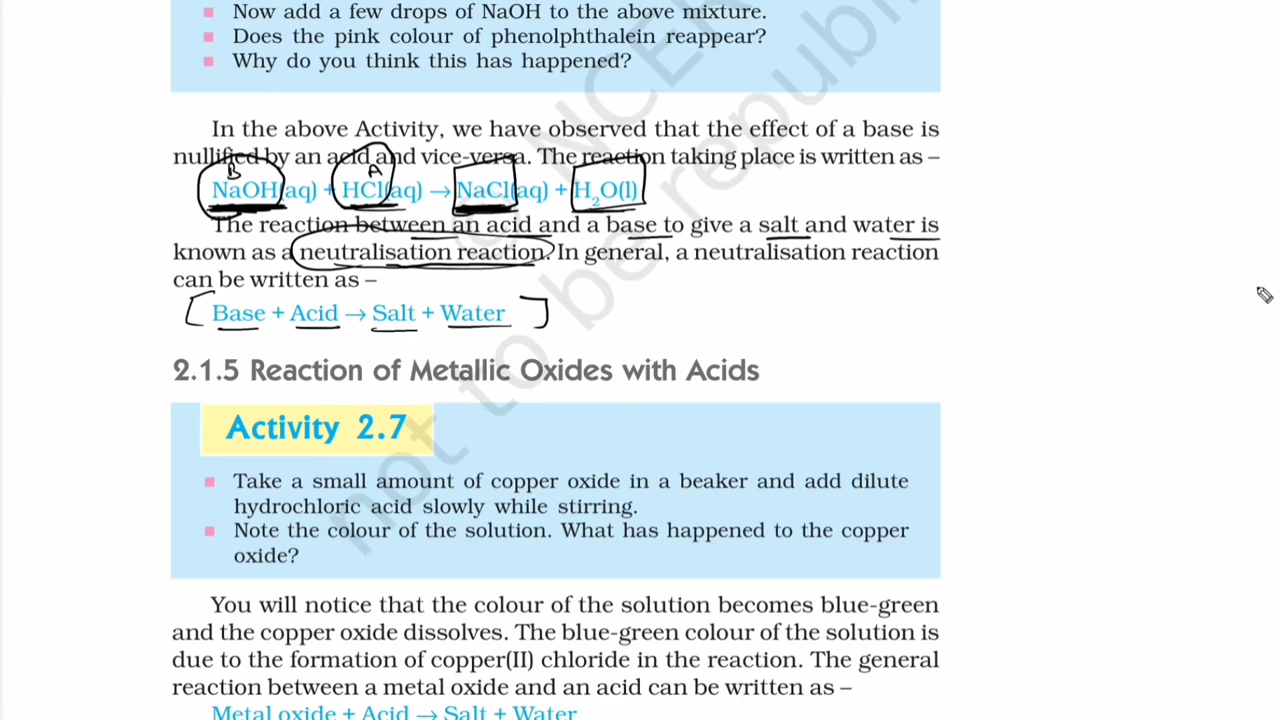 Now add a few drops of NaOH to the above mixture.
Does the pink colour of phenolphthalein reappear?
Why do you think this has happened?
In the above Activity, we have observed that the effect of a base is
nullified by an acid and vice-versa. The reaction taking place is written as –
B A
NaOH(aq) + HCl(aq) → NaCl(aq) + H₂O(l)
The reaction between an acid and a base to give a salt and water is
known as a neutralisation reaction. In general, a neutralisation reaction
can be written as –
Base + Acid → Salt + Water
2.1.5 Reaction of Metallic Oxides with Acids
Activity 2.7
Take a small amount of copper oxide in a beaker and add dilute
hydrochloric acid slowly while stirring.
Note the colour of the solution. What has happened to the copper
oxide?
You will notice that the colour of the solution becomes blue-green
and the copper oxide dissolves. The blue-green colour of the solution is
due to the formation of copper(II) chloride in the reaction. The general
reaction between a metal oxide and an acid can be written as –
Metal oxide + Acid → Salt + Water
not to be republi
© NCER